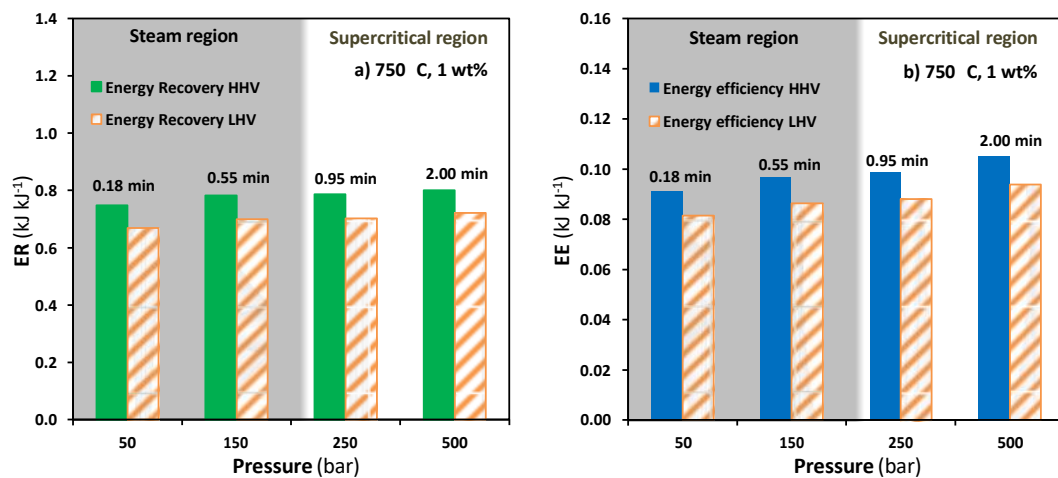 1.4
1.2
1.0
0.8
0.6
0.4
0.2
0.0
ER (kJ kJ-1)
Steam region
Supercritical region
a) 750 C, 1 wt%
Energy Recovery HHV
Energy Recovery LHV
0.18 min
0.55 min
0.95 min
2.00 min
50
150
250
500
Pressure (bar)
0.16
0.14
0.12
0.10
0.08
0.06
0.04
0.02
0.00
EE (kJ kJ-1)
Steam region
Supercritical region
b) 750 C, 1 wt%
Energy efficiency HHV
Energy efficiency LHV
0.18 min
0.55 min
0.95 min
2.00 min
50
150
250
500
Pressure (bar)